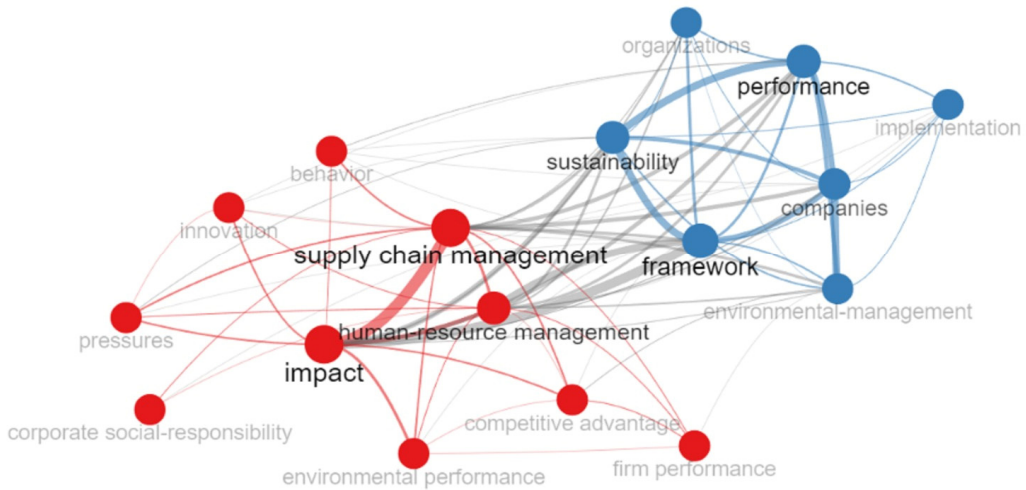 organizations
performance
implementation
sustainability
behavior
companies
innovation
supply chain management
framework
environmental-management
human-resource management
pressures
impact
competitive advantage
corporate social-responsibility
firm performance
environmental performance